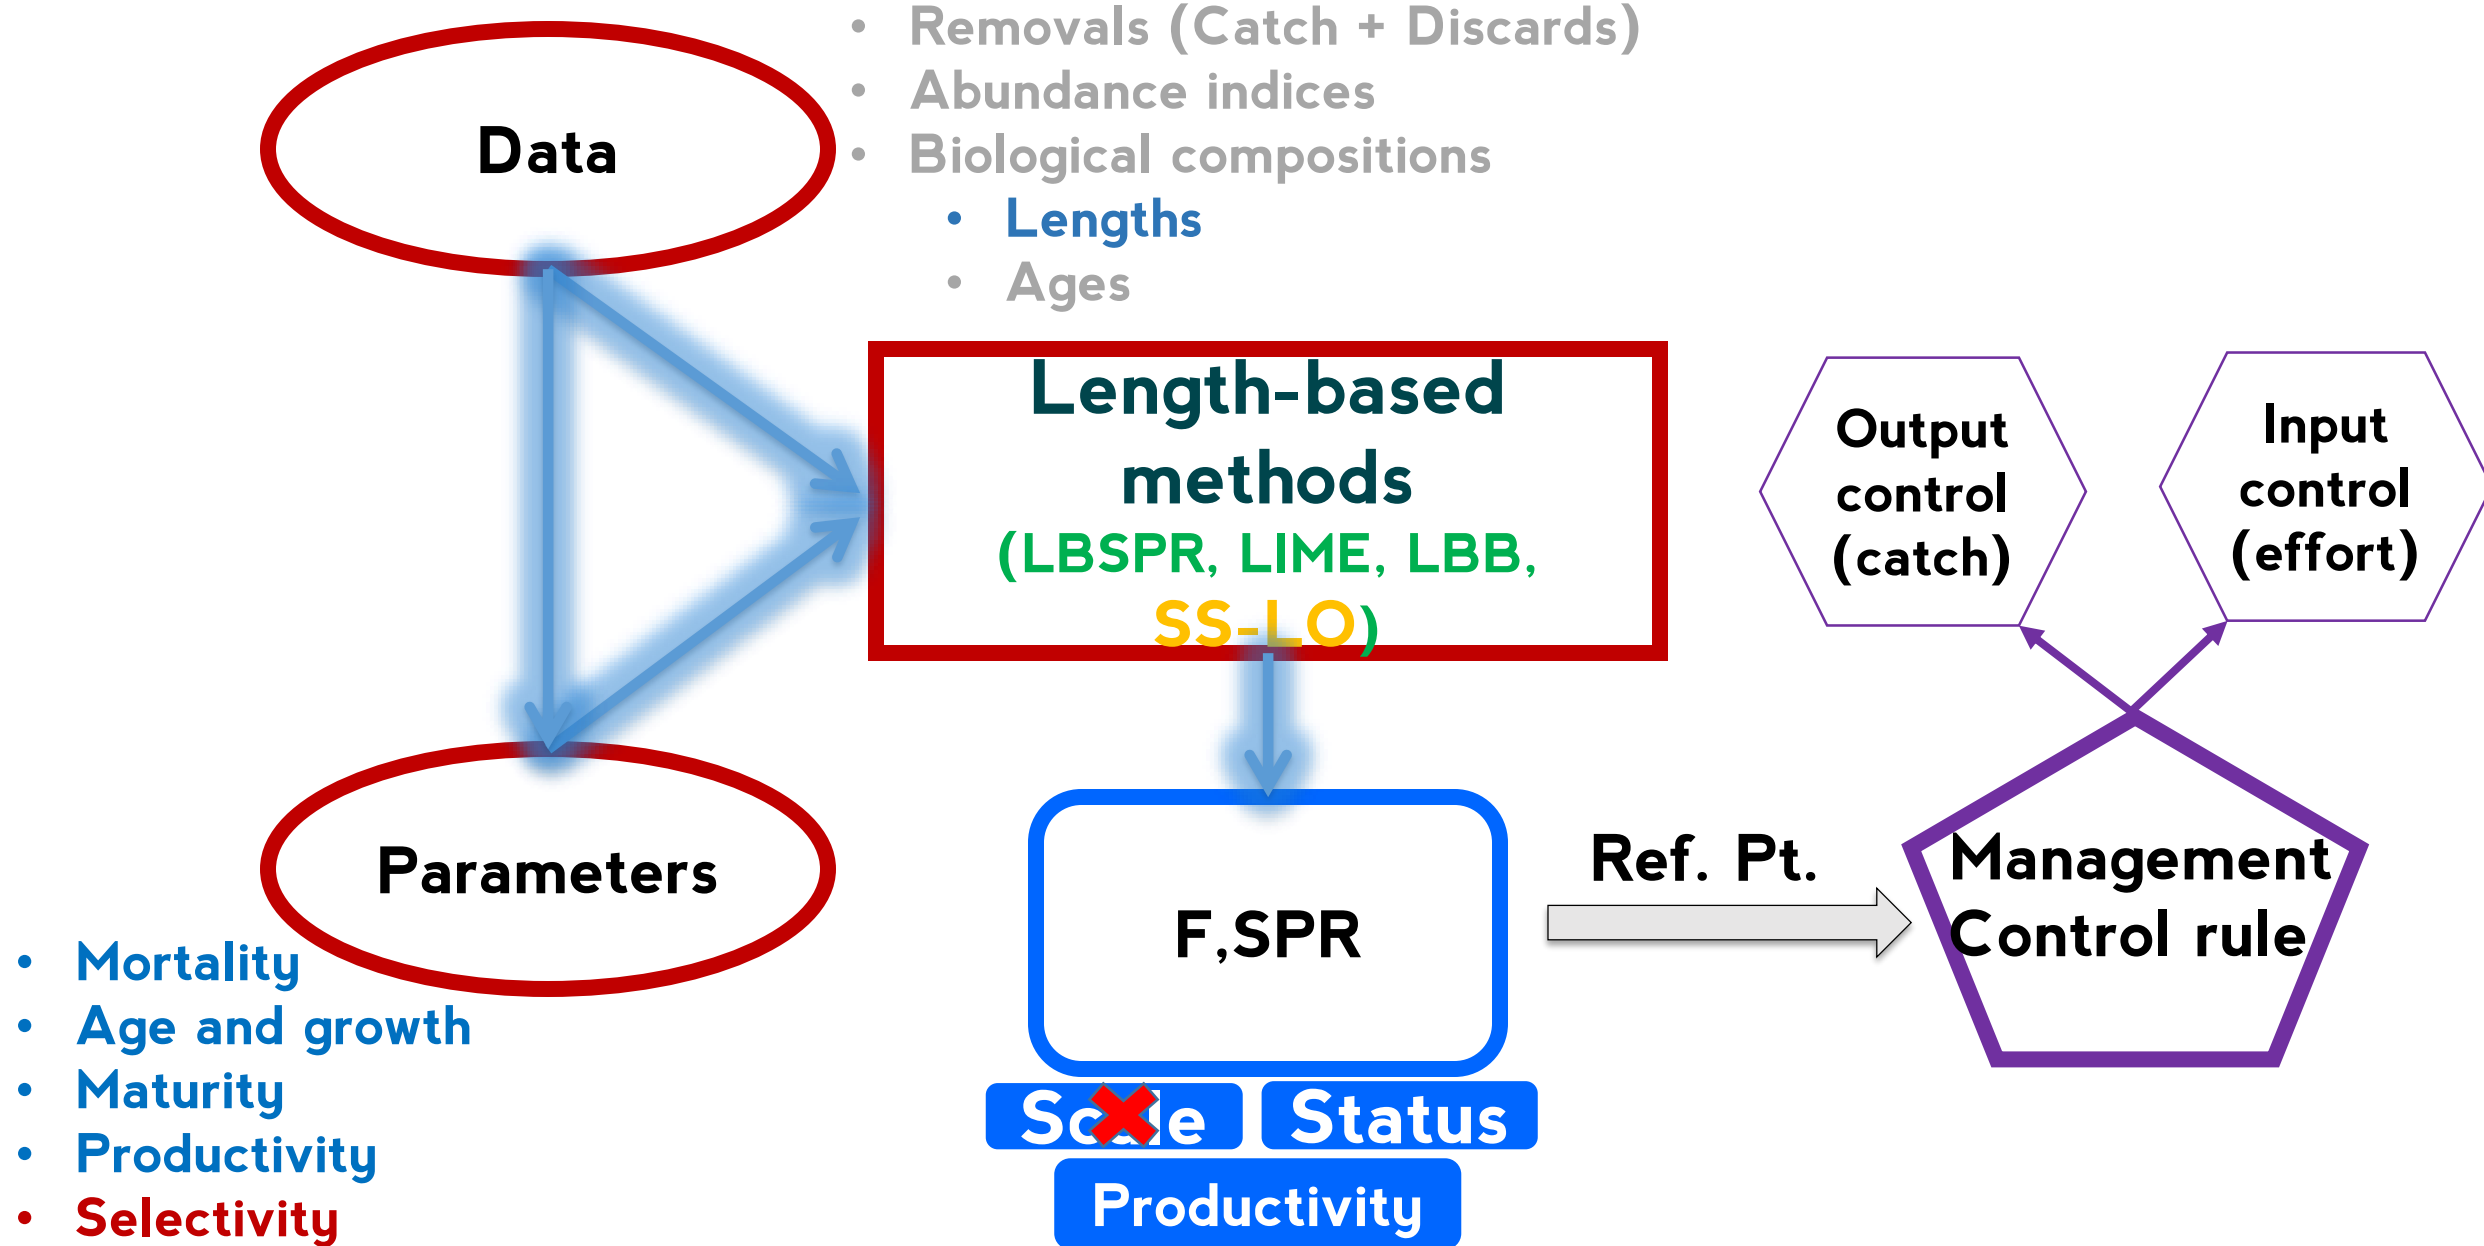 • Removals (Catch + Discards)
• Abundance indices
• Biological compositions
• Lengths
• Ages
Data
Length-based
methods
(LBSPR, LIME, LBB,
SS-LO)
Output
control
(catch)
Input
control
(effort)
Parameters
• Mortality
• Age and growth
• Maturity
• Productivity
• Selectivity
F,SPR
Ref. Pt.
Management
Control rule
Scale
Status
Productivity